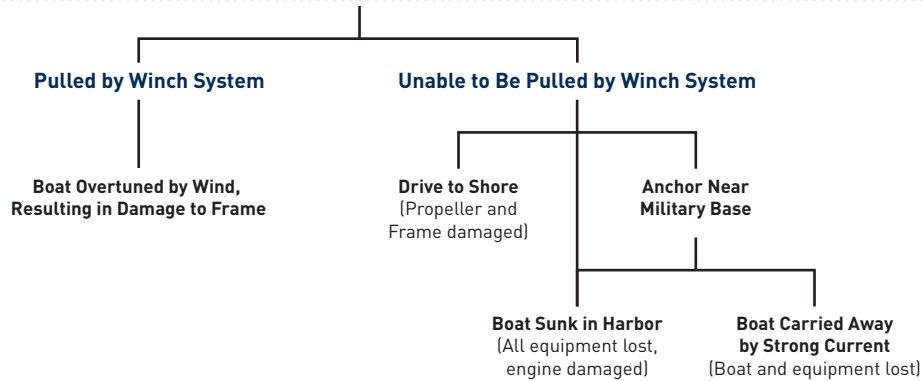 Pulled by Winch System
Unable to Be Pulled by Winch System
Boat Overtuned by Wind,
Resulting in Damage to Frame
Drive to Shore
(Propeller and
Frame damaged)
Anchor Near
Military Base
Boat Sunk in Harbor
(All equipment lost,
engine damaged)
Boat Carried Away
by Strong Current
(Boat and equipment lost)